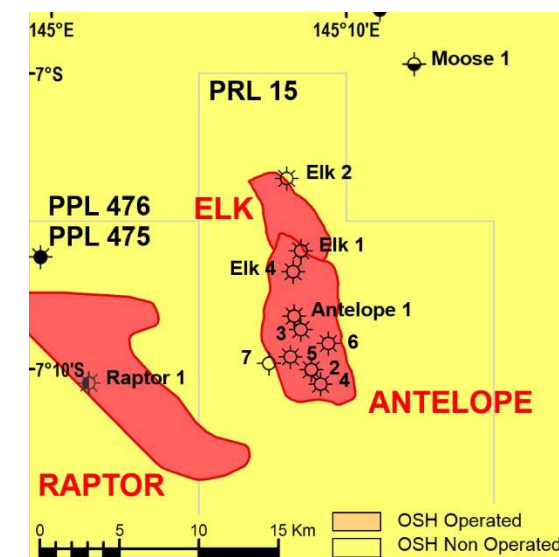 145°E
145°10'E
7°S
Moose 1
PRL 15
Elk 2
ELK
PPL 476
PPL 475
Elk 1
Elk 4
Antelope 1
3
6
7
5
2
4
7°10'S
Raptor 1
ANTELOPE
RAPTOR
0 5 10 15 Km
OSH Operated
OSH Non Operated